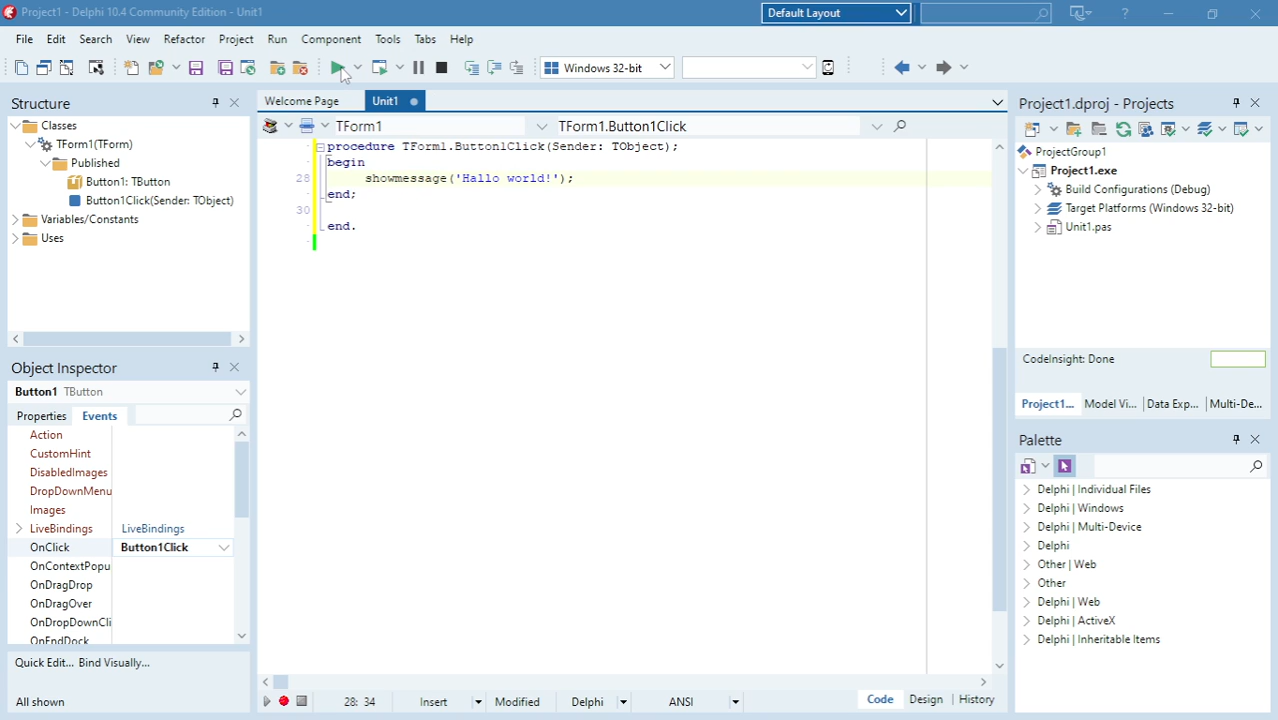 Project1 - Delphi 10.4 Community Edition - Unit1
Default Layout
File Edit Search View Refactor Project Run Component Tools Tabs Help
Windows 32-bit
Structure
Classes
TForm1(TForm)
Published
Button1: TButton
Button1Click(Sender: TObject)
Variables/Constants
Uses
Object Inspector
Button1 TButton
Properties Events
Action
CustomHint
DisabledImages
DropDownMenu
Images
LiveBindings LiveBindings
OnClick Button1Click
OnContextPopu
OnDragDrop
OnDragOver
OnDropDownCli
OnEndDock
Quick Edit... Bind Visually...
All shown
Welcome Page Unit1
TForm1 TForm1.Button1Click
procedure TForm1.Button1Click(Sender: TObject);
begin
28 showmessage('Hallo world!');
end;
30
end.
28: 34 Insert Modified Delphi ANSI Code Design History
Project1.dproj - Projects
ProjectGroup1
Project1.exe
Build Configurations (Debug)
Target Platforms (Windows 32-bit)
Unit1.pas
CodeInsight: Done
Project1... Model Vi... Data Exp... Multi-De...
Palette
Delphi | Individual Files
Delphi | Windows
Delphi | Multi-Device
Delphi
Other | Web
Other
Delphi | Web
Delphi | ActiveX
Delphi | Inheritable Items